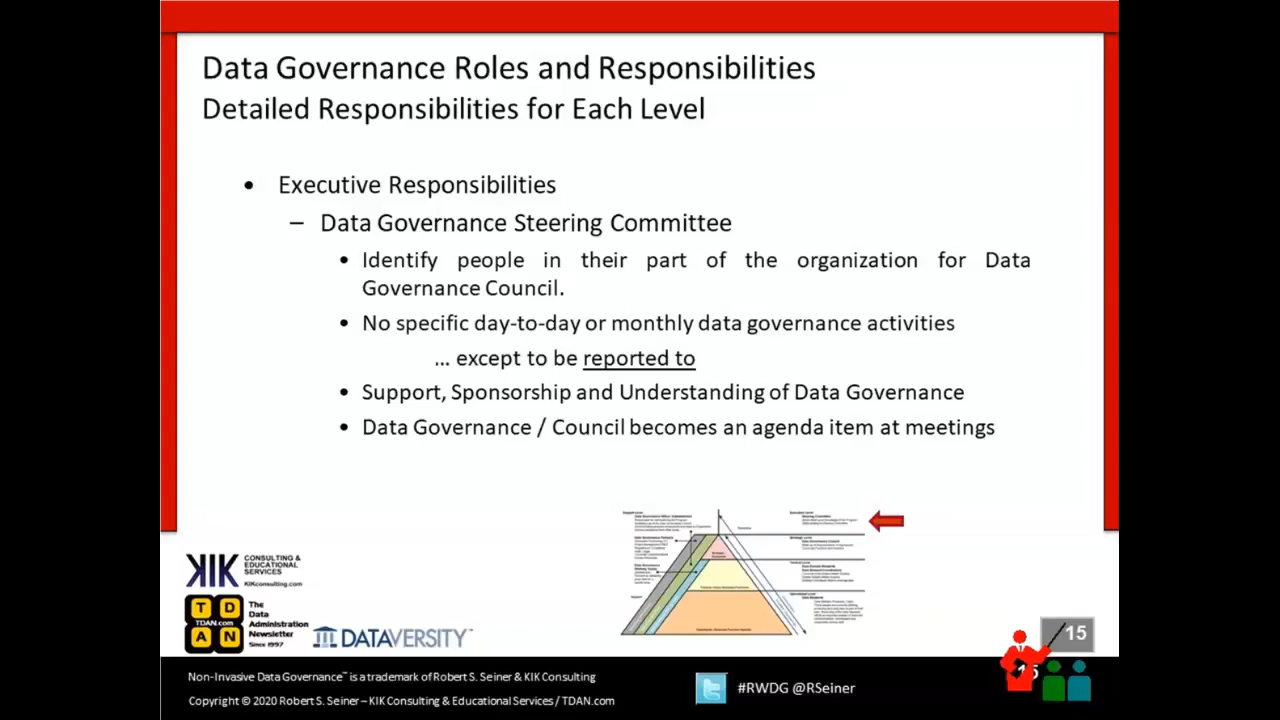 Data Governance Roles and Responsibilities
Detailed Responsibilities for Each Level
• Executive Responsibilities
– Data Governance Steering Committee
• Identify people in their part of the organization for Data
Governance Council.
• No specific day-to-day or monthly data governance activities
... except to be reported to
• Support, Sponsorship and Understanding of Data Governance
• Data Governance / Council becomes an agenda item at meetings
KIK CONSULTING &
EDUCATIONAL
SERVICES
KIKconsulting.com
T D
TDAN.com
A N
The
Data
Administration
Newsletter
Since 1997
DATAVERSITY™
15
Non-Invasive Data Governance™ is a trademark of Robert S. Seiner & KIK Consulting
#RWDG @RSeiner
Copyright © 2020 Robert S. Seiner – KIK Consulting & Educational Services / TDAN.com